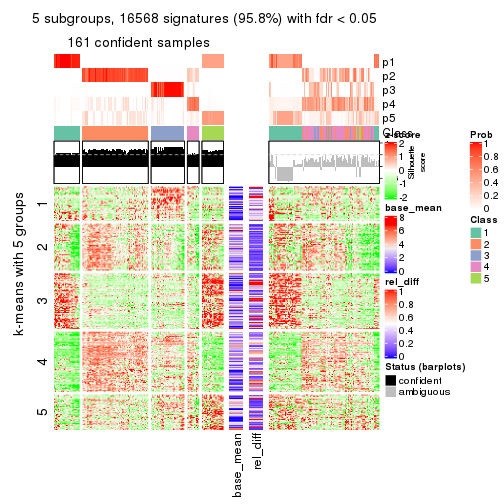 5 subgroups, 16568 signatures (95.8%) with fdr < 0.05
161 confident samples
p1
p2
p3
p4
p5
Class
Silhouette
score
1
2
3
4
5
k-means with 5 groups
base_mean
rel_diff
z-score
2
1
0
-1
-2
base_mean
8
6
4
2
0
rel_diff
1
0.8
0.6
0.4
0.2
0
Status (barplots)
confident
ambiguous
Prob
1
0.8
0.6
0.4
0.2
0
Class
1
2
3
4
5